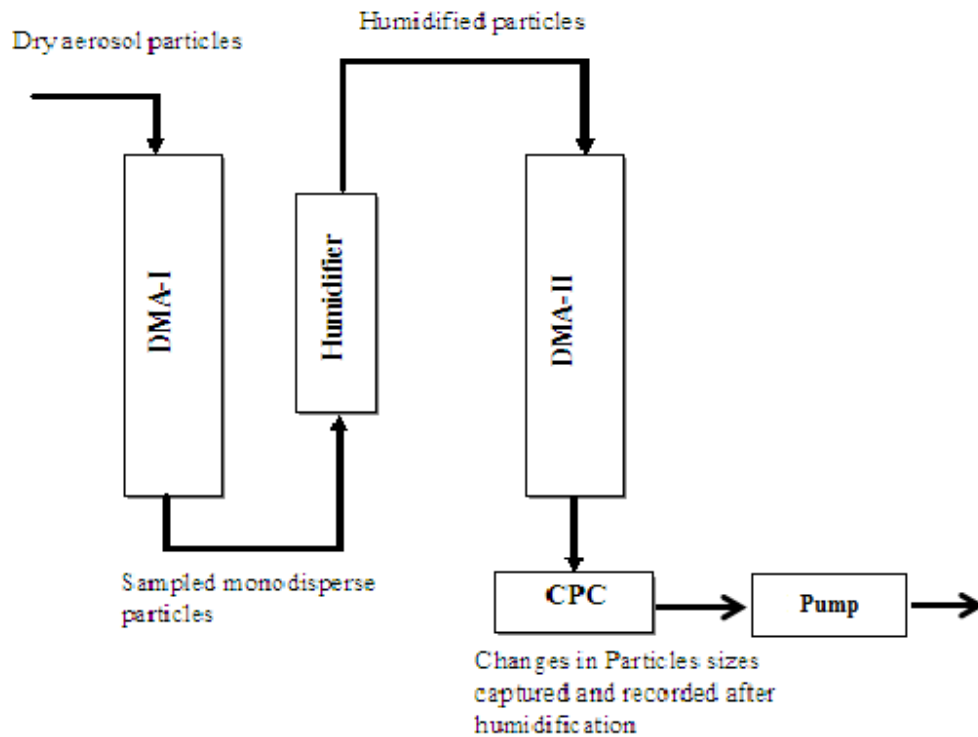 Dry aerosol particles
Humidified particles
DMA-I
Humidifier
DMA-II
Sampled monodisperse
particles
CPC
Pump
Changes in Particles sizes
captured and recorded after
humidification